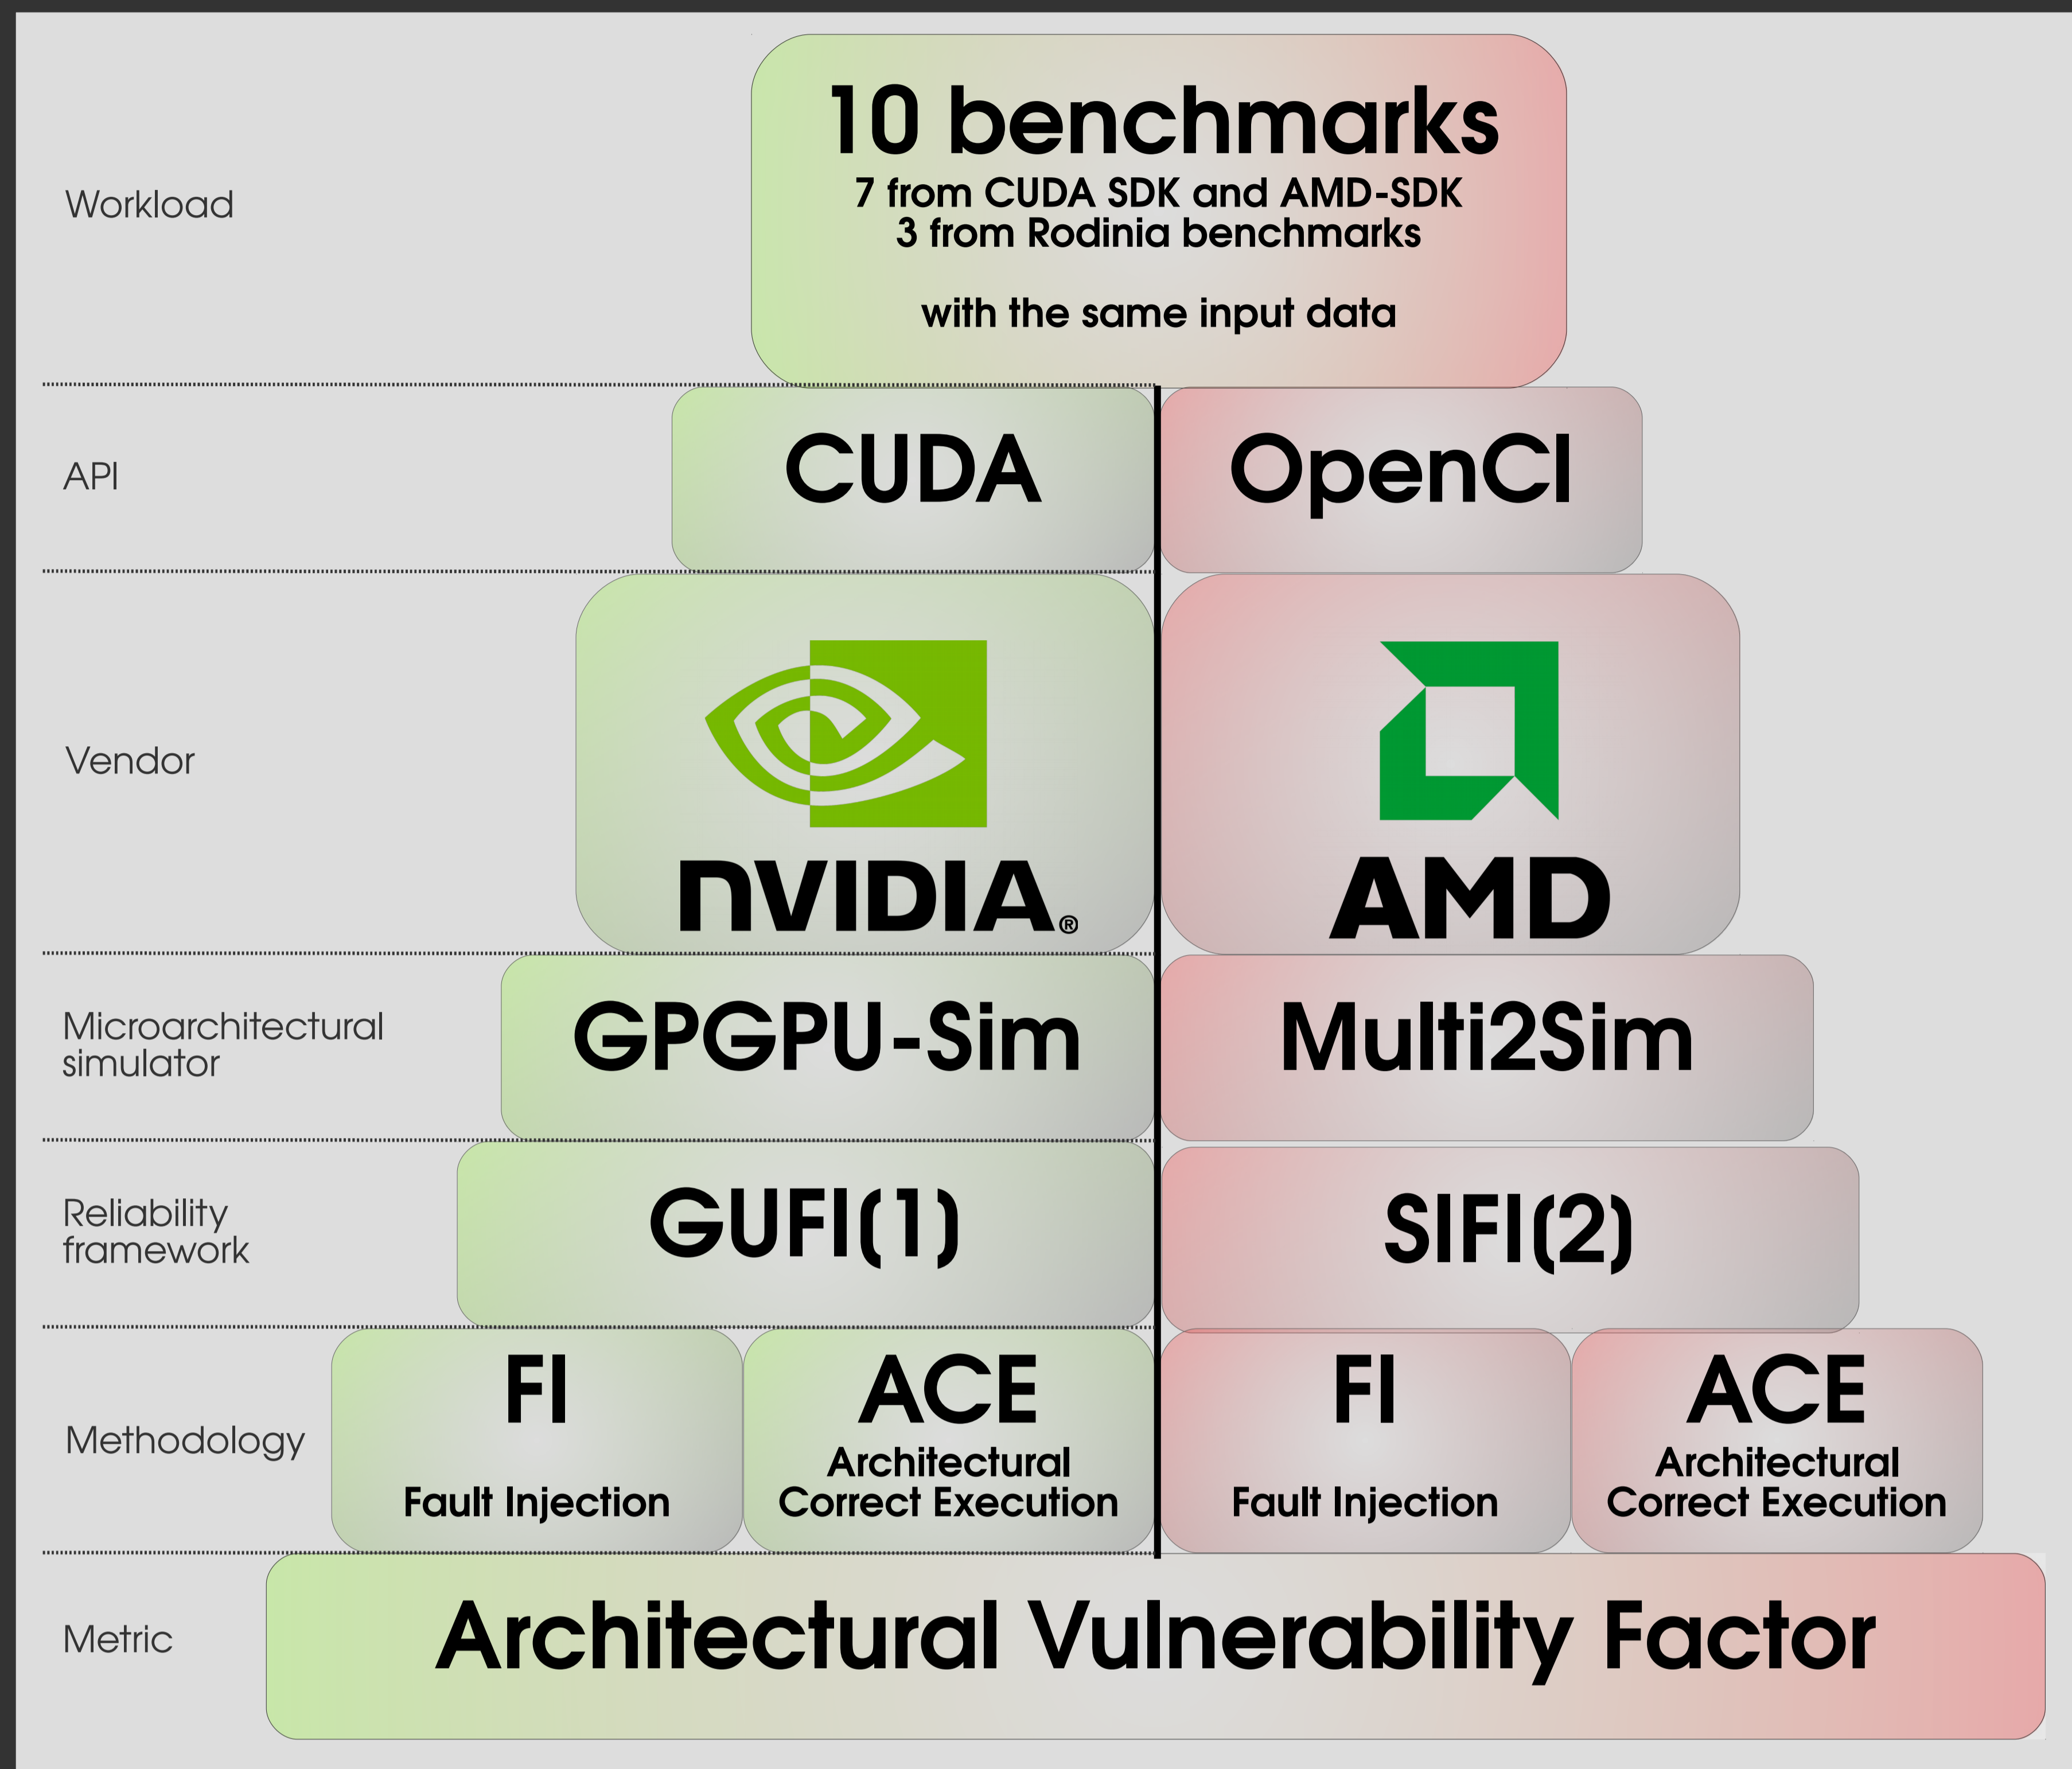 10 benchmarks
7 from CUDA SDK and AMD-SDK
3 from Rodinia benchmarks
with the same input data
Workload
API
CUDA
OpenCl
Vendor
nVIDIA®
AMD
Microarchitectural
simulator
GPGPU-Sim
Multi2Sim
Reliability
framework
GUFI(1)
SIFI(2)
Methodology
FI
Fault Injection
ACE
Architectural
Correct Execution
FI
Fault Injection
ACE
Architectural
Correct Execution
Metric
Architectural Vulnerability Factor